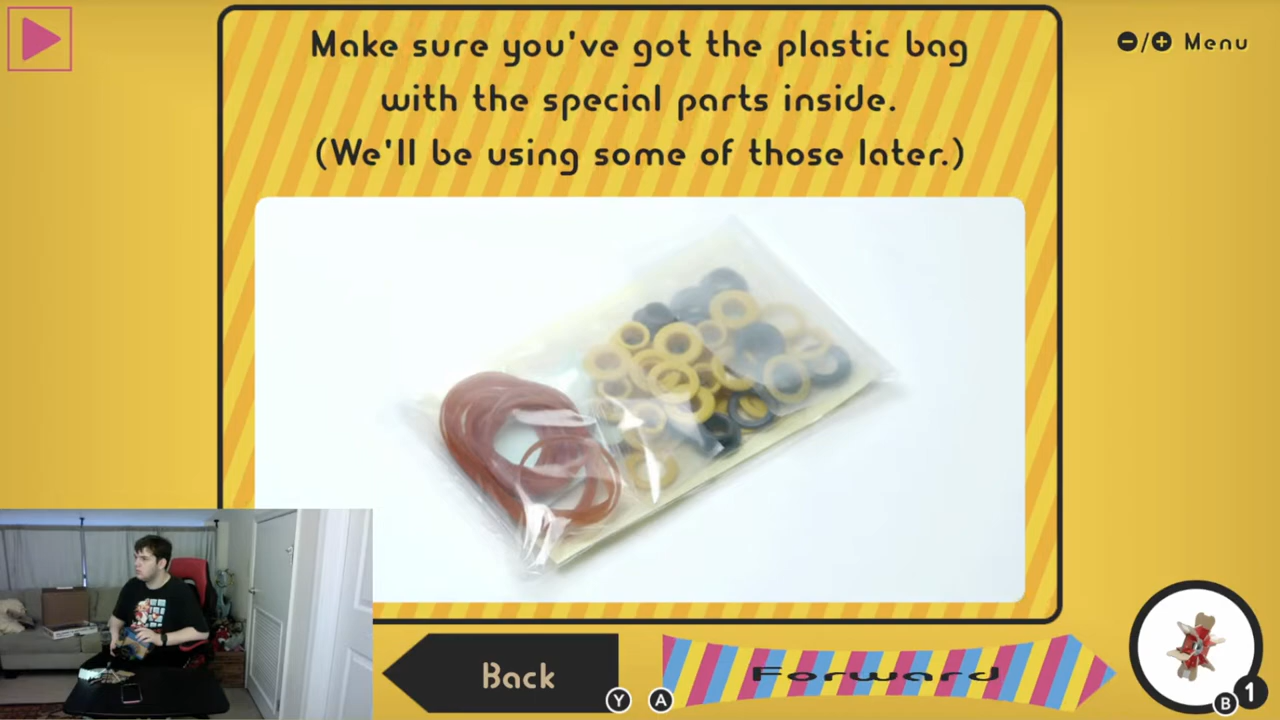 Make sure you've got the plastic bag
with the special parts inside.
(We'll be using some of those later.)
-/+ Menu
Back
Y
A
Forward
B
1